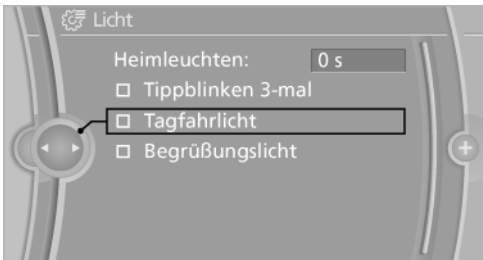 Licht
Heimleuchten: 0 s
Tippblinken 3-mal
Tagfahrlicht
Begrüßungslicht